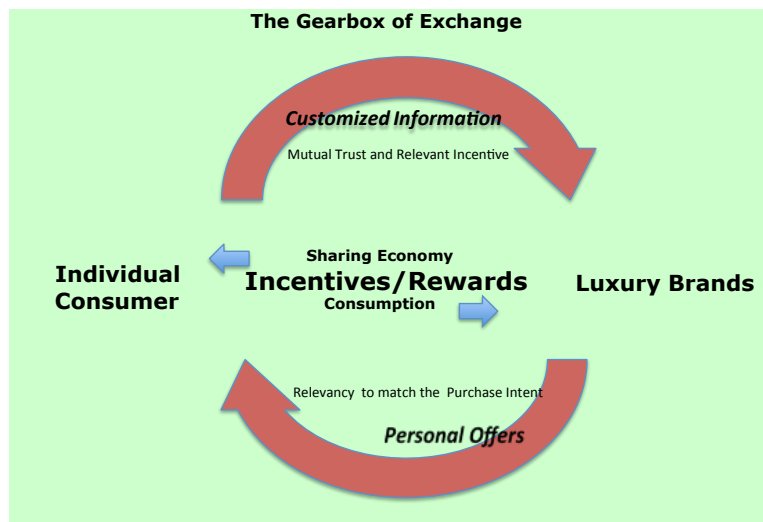 The Gearbox of Exchange
Customized Information
Mutual Trust and Relevant Incentive
Sharing Economy
Individual
Consumer
Incentives/Rewards
Luxury Brands
Consumption
Relevancy to match the Purchase Intent
Personal Offers